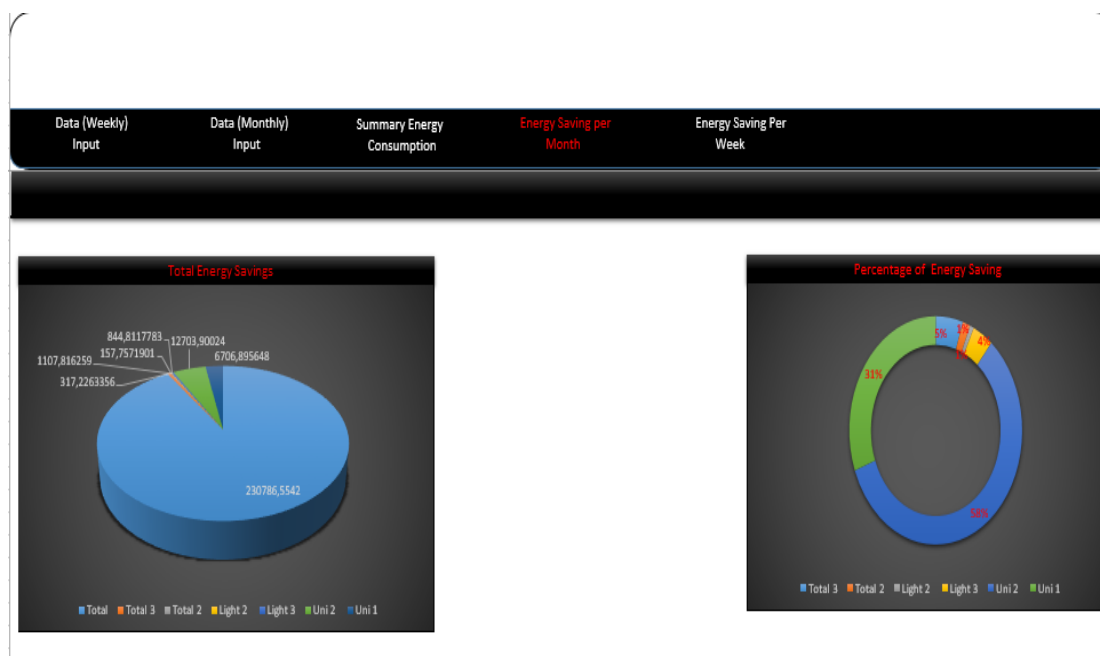 Data (Weekly)
Input
Data (Monthly)
Input
Summary Energy
Consumption
Energy Saving per
Month
Energy Saving Per
Week
Total Energy Savings
844,8117783
12703,90024
157,7571901
6706,895648
1107,816259
317,2263356
230786,5542
Total
Total 3
Total 2
Light 2
Light 3
Uni 2
Uni 1
Percentage of Energy Saving
5%
1%
4%
31%
56%
Total 3
Total 2
Light 2
Light 3
Uni 2
Uni 1